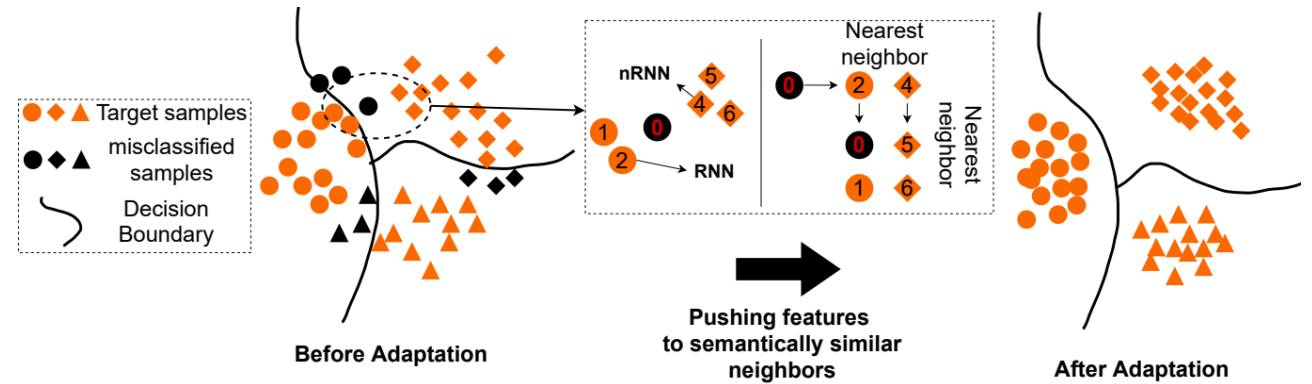 Target samples
misclassified
samples
Decision
Boundary
Before Adaptation
nRNN
5
4
6
0
1
2
RNN
Nearest
neighbor
0
2
4
0
5
1
6
Nearest
neighbor
Pushing features
to semantically similar
neighbors
After Adaptation